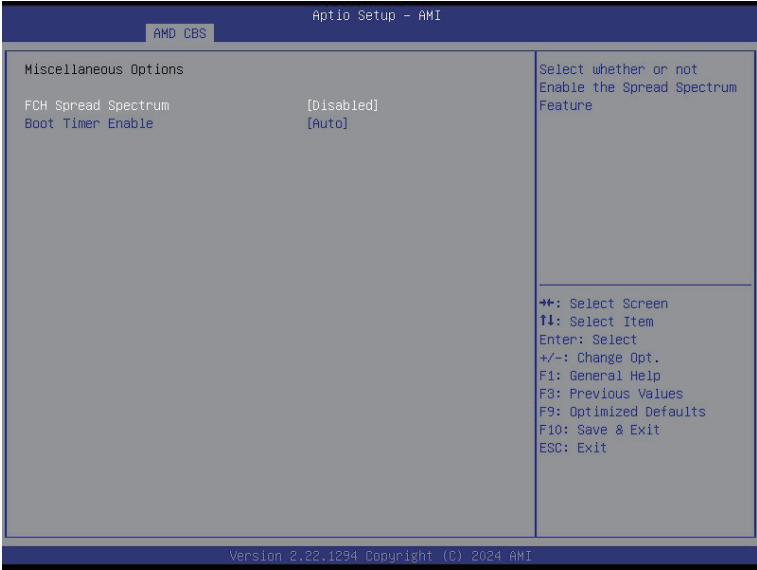 Aptio Setup – AMI
AMD CBS
Miscellaneous Options
FCH Spread Spectrum [Disabled]
Boot Timer Enable [Auto]
Select whether or not
Enable the Spread Spectrum
Feature
→←: Select Screen
↑↓: Select Item
Enter: Select
+/-: Change Opt.
F1: General Help
F3: Previous Values
F9: Optimized Defaults
F10: Save & Exit
ESC: Exit
Version 2.22.1294 Copyright (C) 2024 AMI